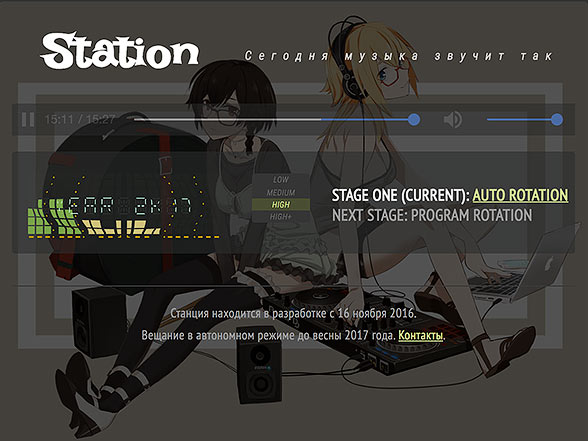 Station
Сегодня музыка звучит так
15:11 / 15:27
LOW
MEDIUM
HIGH
HIGH+
STAGE ONE (CURRENT): AUTO ROTATION
NEXT STAGE: PROGRAM ROTATION
Станция находится в разработке с 16 ноября 2016.
Вещание в автономном режиме до весны 2017 года. Контакты.